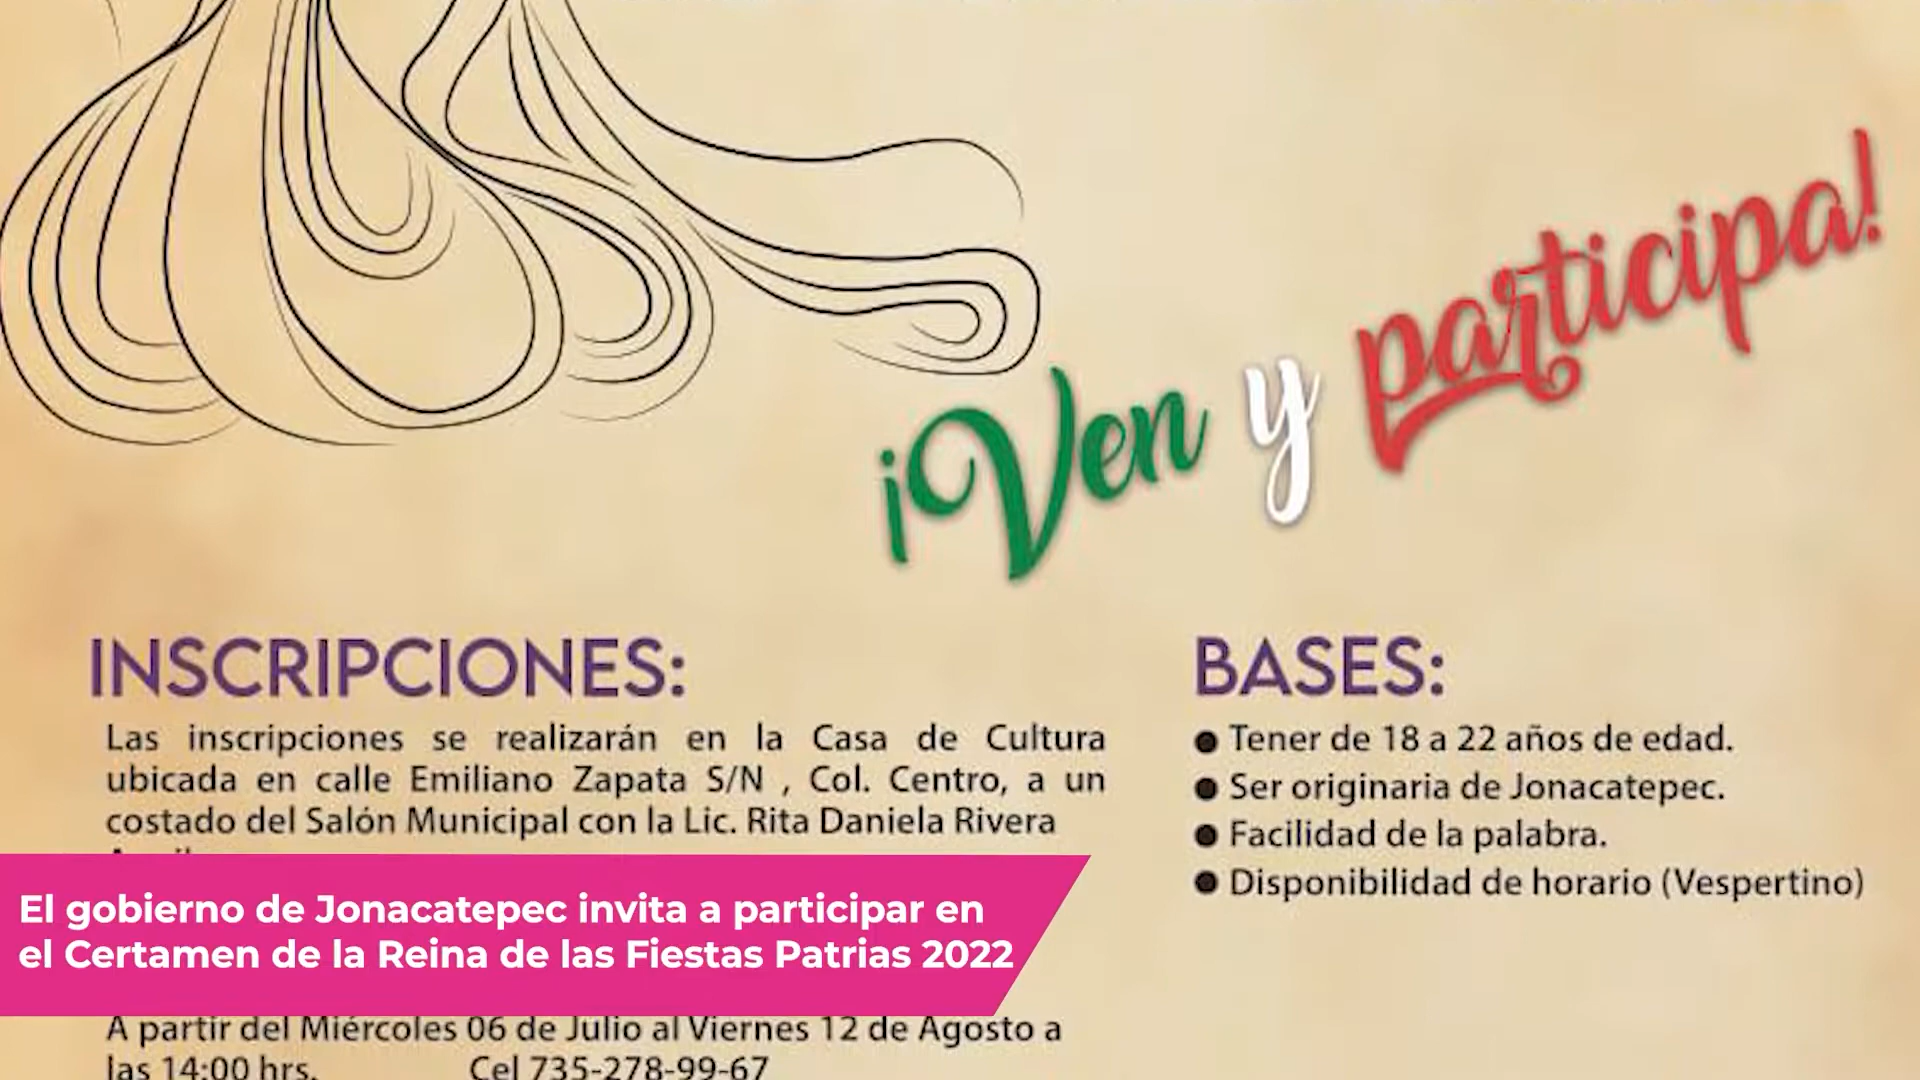 ¡Ven y participa!
INSCRIPCIONES:
Las inscripciones se realizarán en la Casa de Cultura
ubicada en calle Emiliano Zapata S/N , Col. Centro, a un
costado del Salón Municipal con la Lic. Rita Daniela Rivera
A partir del Miércoles 06 de Julio al Viernes 12 de Agosto a
las 14:00 hrs. Cel 735-278-99-67
BASES:
● Tener de 18 a 22 años de edad.
● Ser originaria de Jonacatepec.
● Facilidad de la palabra.
● Disponibilidad de horario (Vespertino)
El gobierno de Jonacatepec invita a participar en
el Certamen de la Reina de las Fiestas Patrias 2022